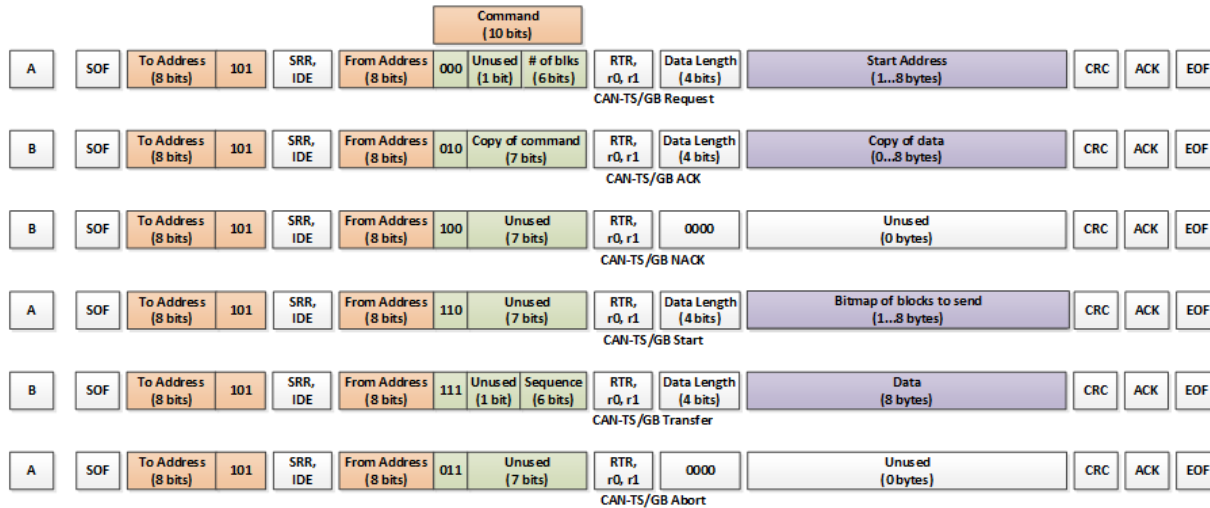 Command
(10 bits)
A SOF To Address 101 SRR, From Address 000 Unused # of blks RTR, Data Length Start Address CRC ACK EOF
(8 bits) IDE (8 bits) (1 bit) (6 bits) r0, r1 (4 bits) (1...8 bytes)
CAN-TS/GB Request
B SOF To Address 101 SRR, From Address 010 Copy of command RTR, Data Length Copy of data CRC ACK EOF
(8 bits) IDE (8 bits) (7 bits) r0, r1 (4 bits) (0...8 bytes)
CAN-TS/GB ACK
B SOF To Address 101 SRR, From Address 100 Unused RTR, 0000 Unused CRC ACK EOF
(8 bits) IDE (8 bits) (7 bits) r0, r1 (0 bytes)
CAN-TS/GB NACK
A SOF To Address 101 SRR, From Address 110 Unused RTR, Data Length Bitmap of blocks to send CRC ACK EOF
(8 bits) IDE (8 bits) (7 bits) r0, r1 (4 bits) (1...8 bytes)
CAN-TS/GB Start
B SOF To Address 101 SRR, From Address 111 Unused Sequence RTR, Data Length Data CRC ACK EOF
(8 bits) IDE (8 bits) (1 bit) (6 bits) r0, r1 (4 bits) (8 bytes)
CAN-TS/GB Transfer
A SOF To Address 101 SRR, From Address 011 Unused RTR, 0000 Unused CRC ACK EOF
(8 bits) IDE (8 bits) (7 bits) r0, r1 (0 bytes)
CAN-TS/GB Abort